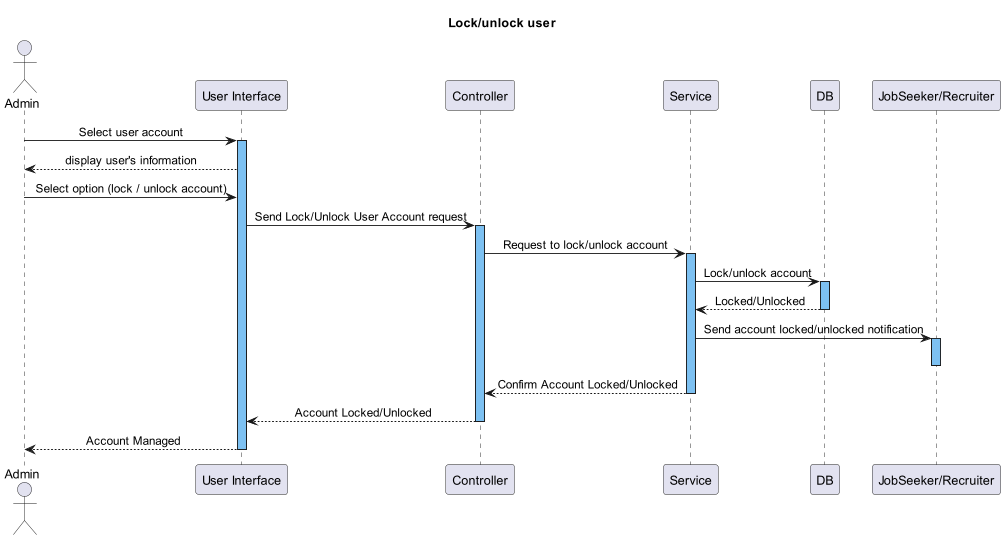 Lock/unlock user
Admin
User Interface
Controller
Service
DB
JobSeeker/Recruiter
Select user account
display user's information
Select option (lock / unlock account)
Send Lock/Unlock User Account request
Request to lock/unlock account
Lock/unlock account
Locked/Unlocked
Send account locked/unlocked notification
Confirm Account Locked/Unlocked
Account Locked/Unlocked
Account Managed
Admin
User Interface
Controller
Service
DB
JobSeeker/Recruiter